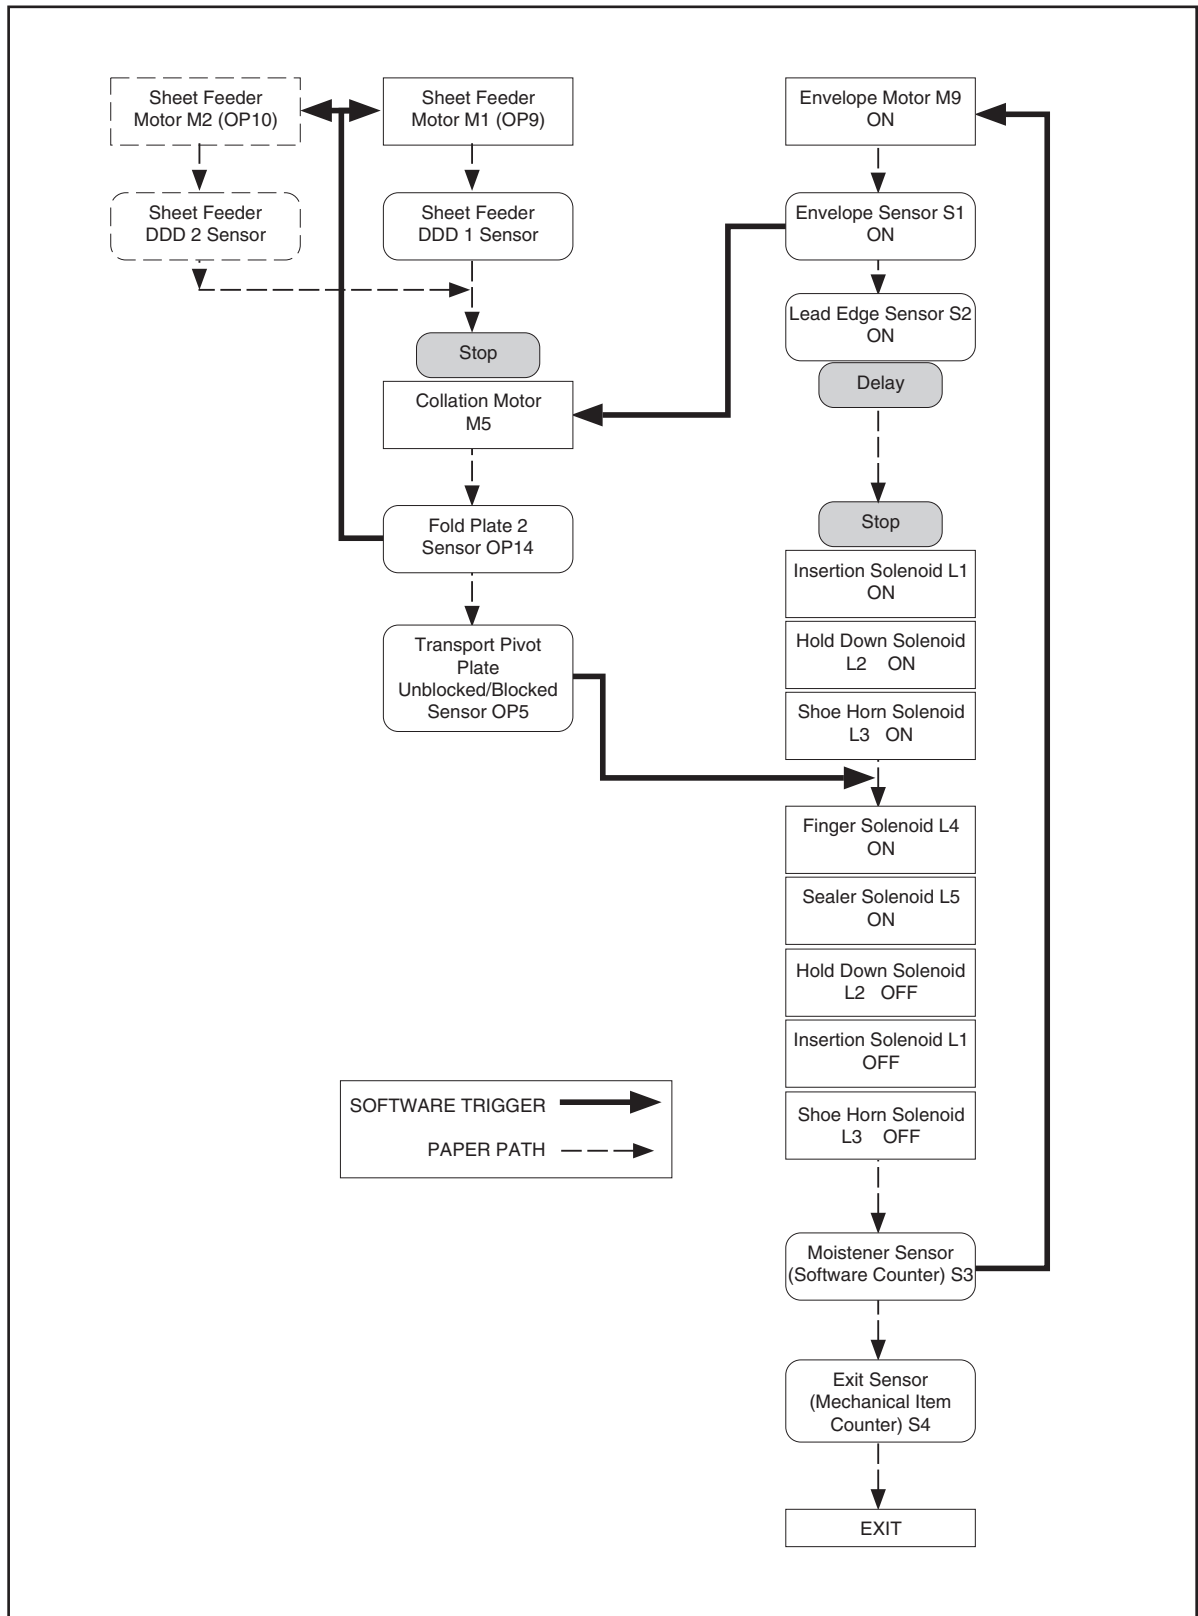 Sheet Feeder
Motor M2 (OP10)
Sheet Feeder
Motor M1 (OP9)
Envelope Motor M9
ON
Sheet Feeder
DDD 2 Sensor
Sheet Feeder
DDD 1 Sensor
Envelope Sensor S1
ON
Lead Edge Sensor S2
ON
Stop
Delay
Collation Motor
M5
Fold Plate 2
Sensor OP14
Stop
Insertion Solenoid L1
ON
Transport Pivot
Plate
Unblocked/Blocked
Sensor OP5
Hold Down Solenoid
L2 ON
Shoe Horn Solenoid
L3 ON
Finger Solenoid L4
ON
Sealer Solenoid L5
ON
Hold Down Solenoid
L2 OFF
Insertion Solenoid L1
OFF
Shoe Horn Solenoid
L3 OFF
SOFTWARE TRIGGER
PAPER PATH
Moistener Sensor
(Software Counter) S3
Exit Sensor
(Mechanical Item
Counter) S4
EXIT